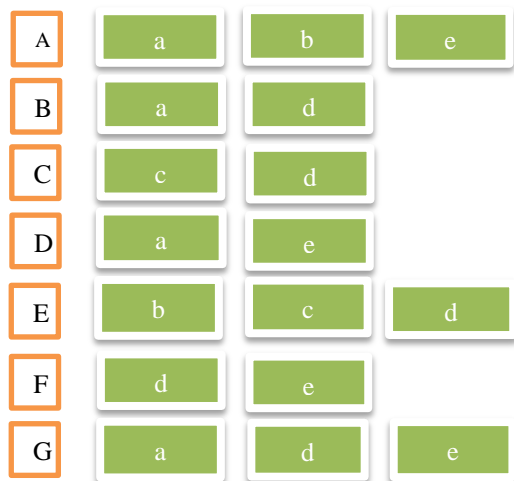 A a b e
B a d
C c d
D a e
E b c d
F d e
G a d e